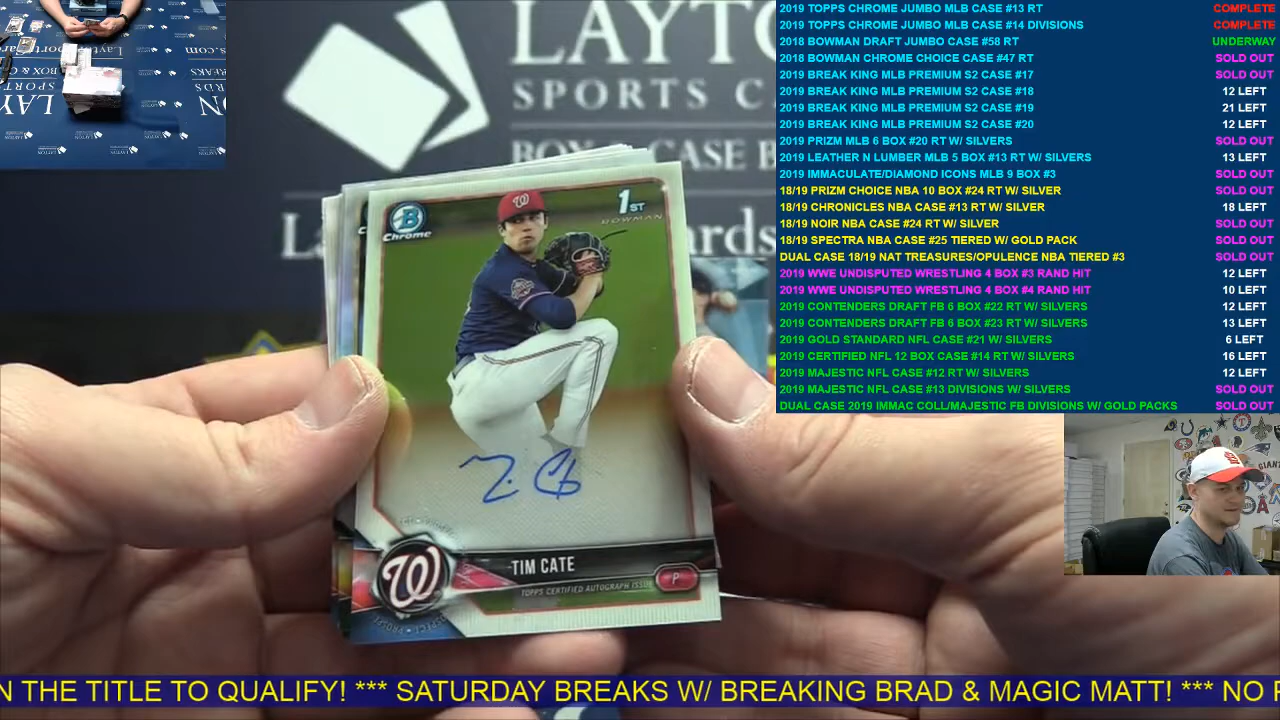 LAYTO
SPORTS CA
BOX & CASE B
La
rds
Chrome
1ST
BOWMAN
W
W
TIM CATE
TOPPS CERTIFIED AUTOGRAPH ISSUE
P
2019 TOPPS CHROME JUMBO MLB CASE #13 RT COMPLETE
2019 TOPPS CHROME JUMBO MLB CASE #14 DIVISIONS COMPLETE
2018 BOWMAN DRAFT JUMBO CASE #58 RT UNDERWAY
2018 BOWMAN CHROME CHOICE CASE #47 RT SOLD OUT
2019 BREAK KING MLB PREMIUM S2 CASE #17 SOLD OUT
2019 BREAK KING MLB PREMIUM S2 CASE #18 12 LEFT
2019 BREAK KING MLB PREMIUM S2 CASE #19 21 LEFT
2019 BREAK KING MLB PREMIUM S2 CASE #20 12 LEFT
2019 PRIZM MLB 6 BOX #20 RT W/ SILVERS SOLD OUT
2019 LEATHER N LUMBER MLB 5 BOX #13 RT W/ SILVERS 13 LEFT
2019 IMMACULATE/DIAMOND ICONS MLB 9 BOX #3 SOLD OUT
18/19 PRIZM CHOICE NBA 10 BOX #24 RT W/ SILVER SOLD OUT
18/19 CHRONICLES NBA CASE #13 RT W/ SILVER 18 LEFT
18/19 NOIR NBA CASE #24 RT W/ SILVER SOLD OUT
18/19 SPECTRA NBA CASE #25 TIERED W/ GOLD PACK SOLD OUT
DUAL CASE 18/19 NAT TREASURES/OPULENCE NBA TIERED #3 SOLD OUT
2019 WWE UNDISPUTED WRESTLING 4 BOX #3 RAND HIT 12 LEFT
2019 WWE UNDISPUTED WRESTLING 4 BOX #4 RAND HIT 10 LEFT
2019 CONTENDERS DRAFT FB 6 BOX #22 RT W/ SILVERS 12 LEFT
2019 CONTENDERS DRAFT FB 6 BOX #23 RT W/ SILVERS 13 LEFT
2019 GOLD STANDARD NFL CASE #21 W/ SILVERS 6 LEFT
2019 CERTIFIED NFL 12 BOX CASE #14 RT W/ SILVERS 16 LEFT
2019 MAJESTIC NFL CASE #12 RT W/ SILVERS 12 LEFT
2019 MAJESTIC NFL CASE #13 DIVISIONS W/ SILVERS SOLD OUT
DUAL CASE 2019 IMMAC COLL/MAJESTIC FB DIVISIONS W/ GOLD PACKS SOLD OUT
N THE TITLE TO QUALIFY! *** SATURDAY BREAKS W/ BREAKING BRAD & MAGIC MATT! *** NO